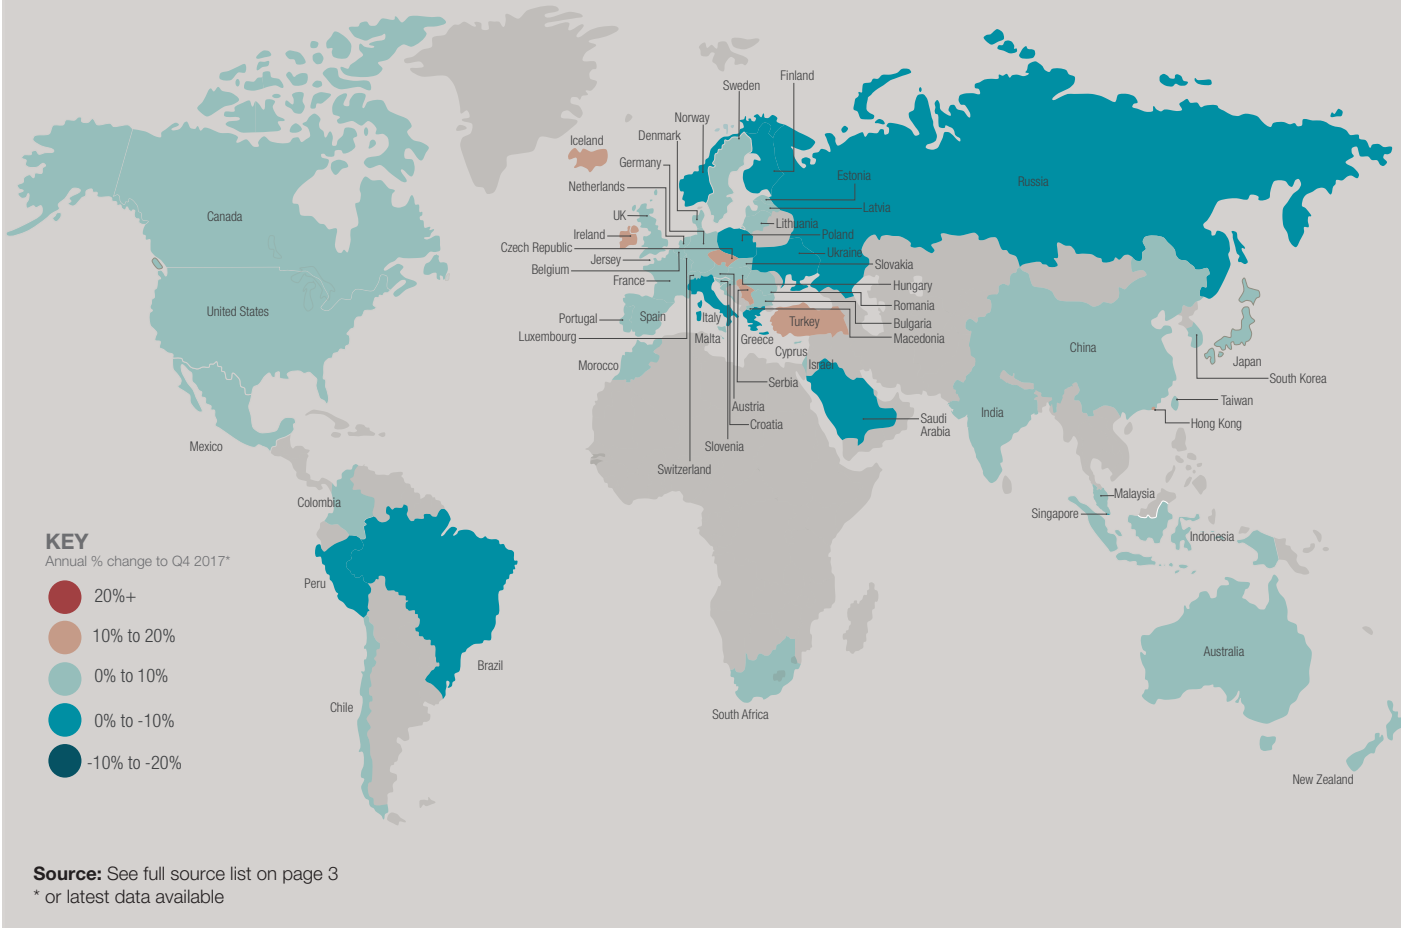 Finland
Sweden
Norway
Denmark
Iceland
Germany
Estonia
Russia
Netherlands
Latvia
Canada
UK
Lithuania
Ireland
Poland
Czech Republic
Ukraine
Jersey
Slovakia
Belgium
France
Hungary
Romania
United States
Portugal
Spain
Italy
Turkey
Bulgaria
Luxembourg
Malta
Greece
Macedonia
China
Cyprus
Japan
Morocco
Israel
South Korea
Serbia
Taiwan
Austria
India
Saudi
Arabia
Croatia
Hong Kong
Mexico
Slovenia
Switzerland
Malaysia
Colombia
Singapore
Indonesia
KEY
Annual % change to Q4 2017*
Peru
20%+
10% to 20%
Australia
Brazil
0% to 10%
Chile
South Africa
0% to -10%
-10% to -20%
New Zealand
Source: See full source list on page 3
* or latest data available